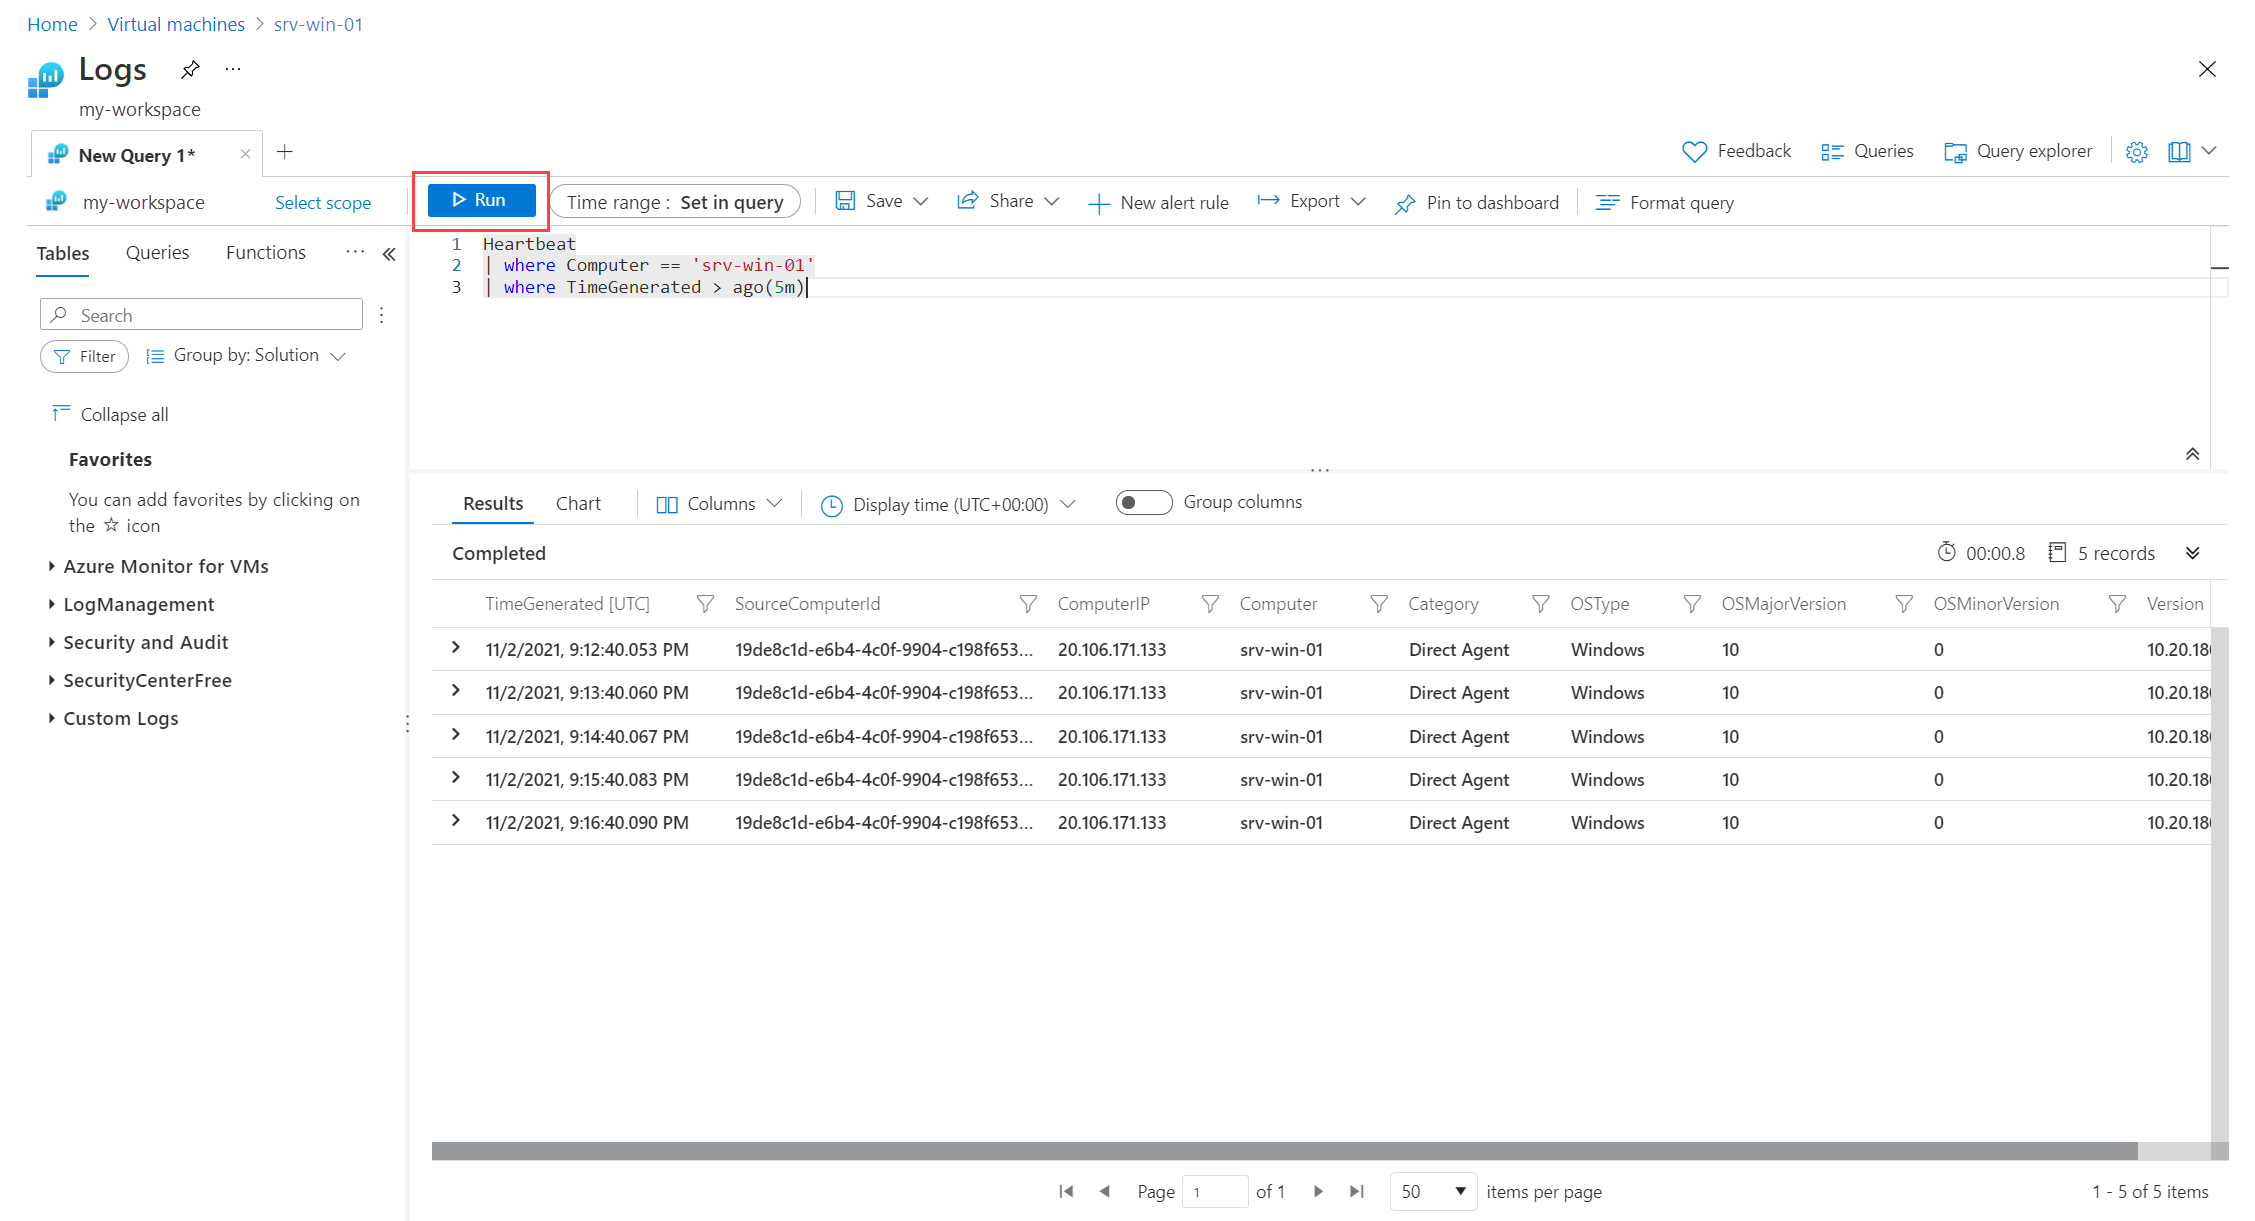 Home > Virtual machines > srv-win-01
Logs ...
my-workspace
New Query 1* × +
Feedback Queries Query explorer
my-workspace Select scope Run Time range : Set in query Save Share New alert rule Export Pin to dashboard Format query
Tables Queries Functions ... «
Search
Filter Group by: Solution
Collapse all
Favorites
You can add favorites by clicking on
the ☆ icon
Azure Monitor for VMs
LogManagement
Security and Audit
SecurityCenterFree
Custom Logs
1 Heartbeat
2 | where Computer == 'srv-win-01'
3 | where TimeGenerated > ago(5m)
Results Chart Columns Display time (UTC+00:00) Group columns
Completed 00:00.8 5 records
TimeGenerated [UTC] SourceComputerId ComputerIP Computer Category OSType OSMajorVersion OSMinorVersion Version
11/2/2021, 9:12:40.053 PM 19de8c1d-e6b4-4c0f-9904-c198f653... 20.106.171.133 srv-win-01 Direct Agent Windows 10 0 10.20.18
11/2/2021, 9:13:40.060 PM 19de8c1d-e6b4-4c0f-9904-c198f653... 20.106.171.133 srv-win-01 Direct Agent Windows 10 0 10.20.18
11/2/2021, 9:14:40.067 PM 19de8c1d-e6b4-4c0f-9904-c198f653... 20.106.171.133 srv-win-01 Direct Agent Windows 10 0 10.20.18
11/2/2021, 9:15:40.083 PM 19de8c1d-e6b4-4c0f-9904-c198f653... 20.106.171.133 srv-win-01 Direct Agent Windows 10 0 10.20.18
11/2/2021, 9:16:40.090 PM 19de8c1d-e6b4-4c0f-9904-c198f653... 20.106.171.133 srv-win-01 Direct Agent Windows 10 0 10.20.18
Page 1 of 1 50 items per page 1 - 5 of 5 items